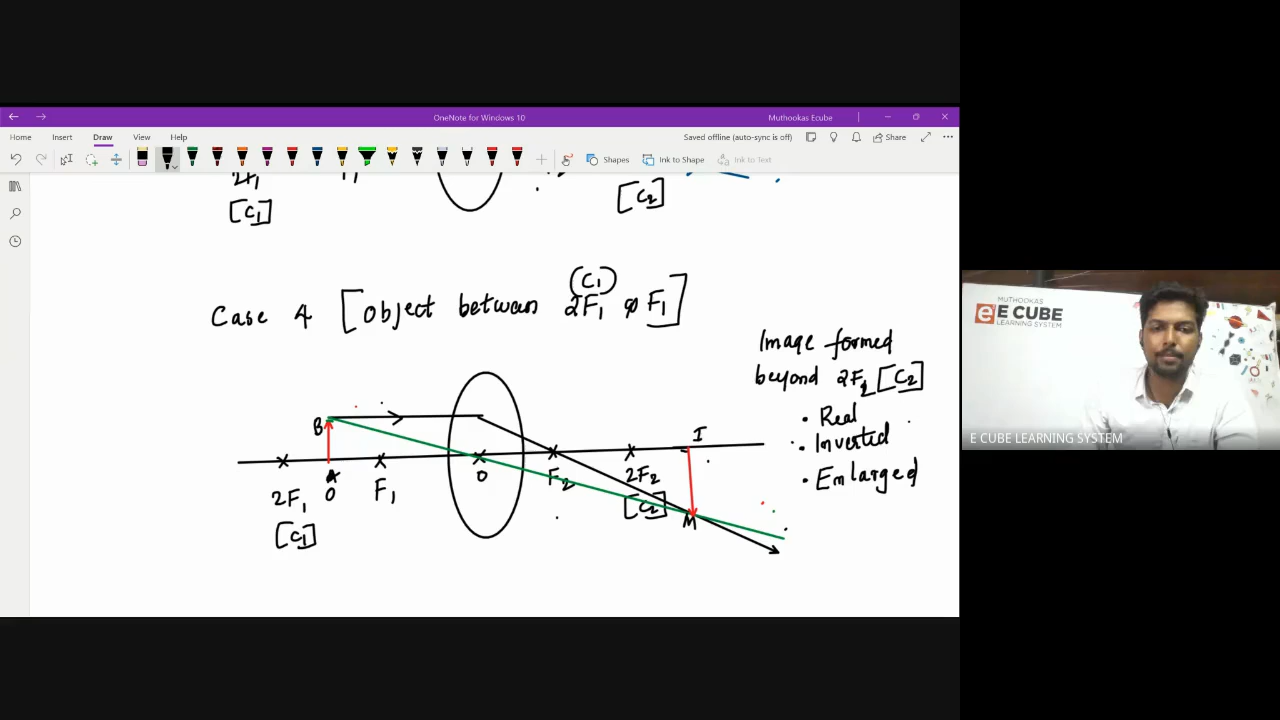 OneNote for Windows 10
Muthookas Ecube
Home Insert Draw View Help
Saved offline (auto-sync is off)
Share
Shapes
Ink to Shape
Ink to Text
2F1
[C1]
[C2]
(C1)
Case 4 [object between 2F1 & F1]
Image formed
beyond 2F2 [C2]
• Real
• Inverted
• Enlarged
B
I
A
O
F1
O
F2
2F2
[C2]
2F1
[C1]
M
MUTHOOKAS
e E CUBE
LEARNING SYSTEM
E CUBE LEARNING SYSTEM